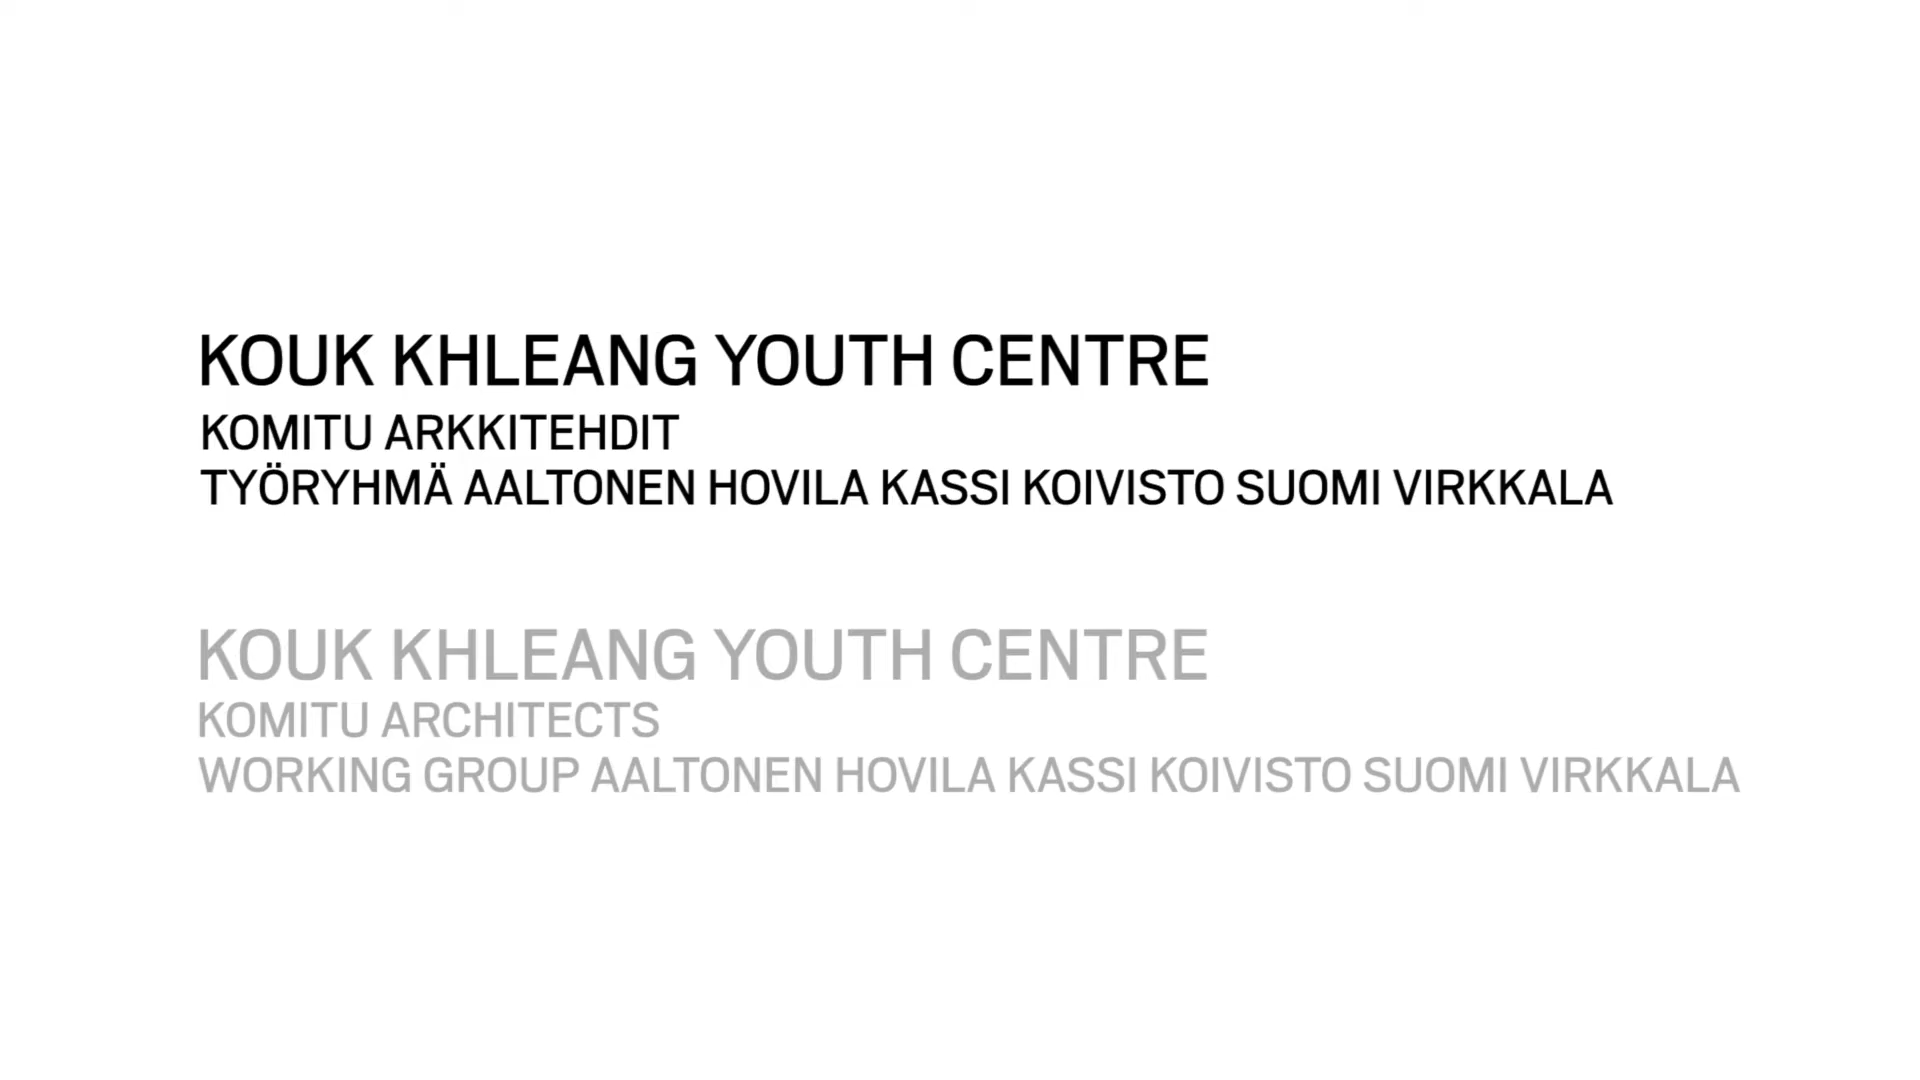 KOUK KHLEANG YOUTH CENTRE
KOMITU ARKKITEHDIT
TYÖRYHMÄ AALTONEN HOVILA KASSI KOIVISTO SUOMI VIRKKALA
KOUK KHLEANG YOUTH CENTRE
KOMITU ARCHITECTS
WORKING GROUP AALTONEN HOVILA KASSI KOIVISTO SUOMI VIRKKALA